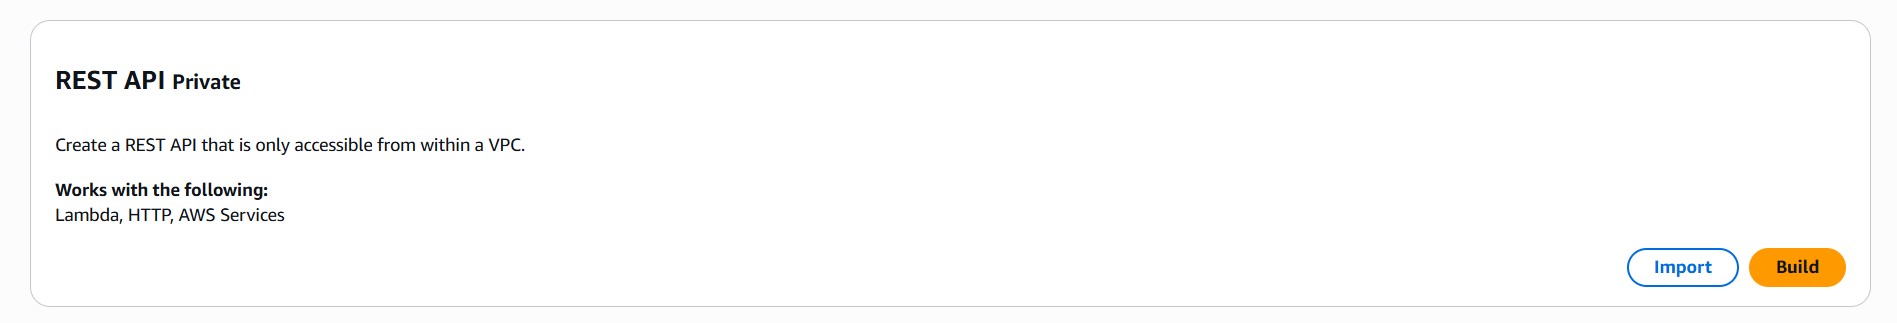 REST API Private
Create a REST API that is only accessible from within a VPC.
Works with the following:
Lambda, HTTP, AWS Services
Import Build